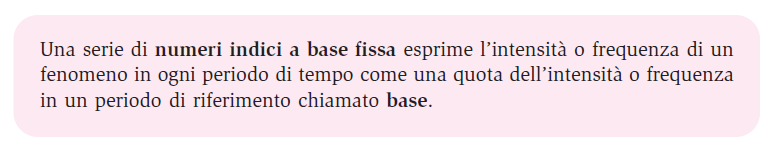 Una serie di numeri indici a base fissa esprime l'intensità o frequenza di un
fenomeno in ogni periodo di tempo come una quota dell'intensità o frequenza
in un periodo di riferimento chiamato base.